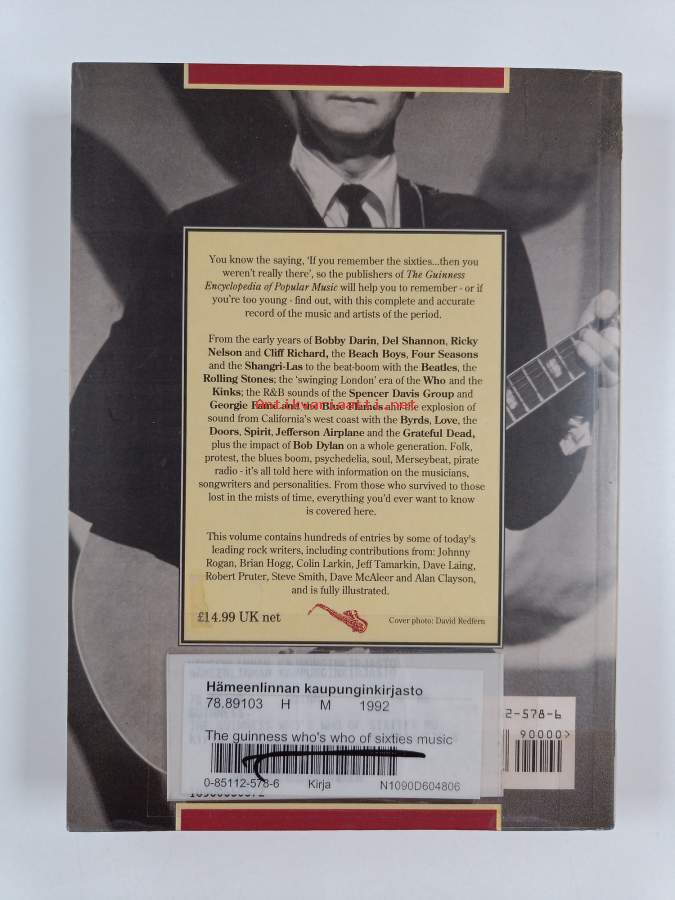 You know the saying, 'If you remember the sixties...then you
weren't really there', so the publishers of The Guinness
Encyclopedia of Popular Music will help you to remember - or if
you're too young - find out, with this complete and accurate
record of the music and artists of the period.
From the early years of Bobby Darin, Del Shannon, Ricky
Nelson and Cliff Richard, the Beach Boys, Four Seasons
and the Shangri-Las to the beat-boom with the Beatles, the
Rolling Stones; the 'swinging London' era of the Who and the
Kinks; the R&B sounds of the Spencer Davis Group and
Georgie Fame and the Blue Flames and the explosion of
sound from California's west coast with the Byrds, Love, the
Doors, Spirit, Jefferson Airplane and the Grateful Dead,
plus the impact of Bob Dylan on a whole generation. Folk,
protest, the blues boom, psychedelia, soul, Merseybeat, pirate
radio - it's all told here with information on the musicians,
songwriters and personalities. From those who survived to those
lost in the mists of time, everything you'd ever want to know
is covered here.
This volume contains hundreds of entries by some of today's
leading rock writers, including contributions from: Johnny
Rogan, Brian Hogg, Colin Larkin, Jeff Tamarkin, Dave Laing,
Robert Pruter, Steve Smith, Dave McAleer and Alan Clayson,
and is fully illustrated.
£14.99 UK net
Cover photo: David Redfern
Hämeenlinnan kaupunginkirjasto
78.89103 H M 1992
The guinness who's who of sixties music
0-85112-578-6 Kirja N1090D604806
2-578-6
90000>